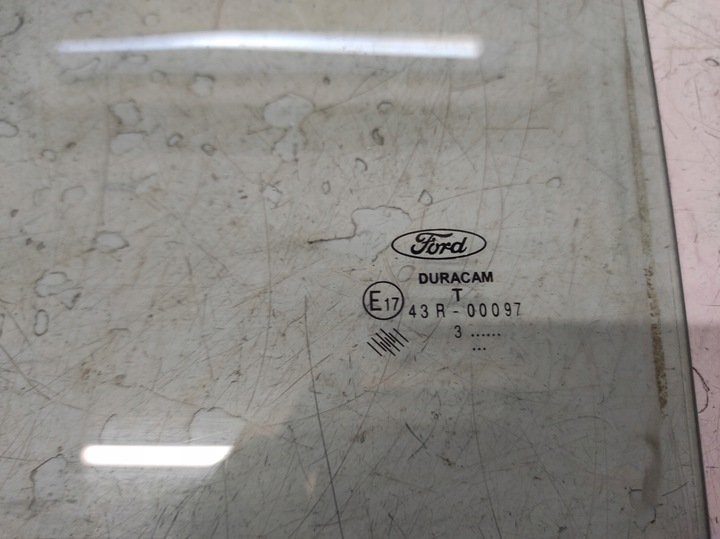 Ford
DURACAM
T
E17
43R-00097
3 ......
...